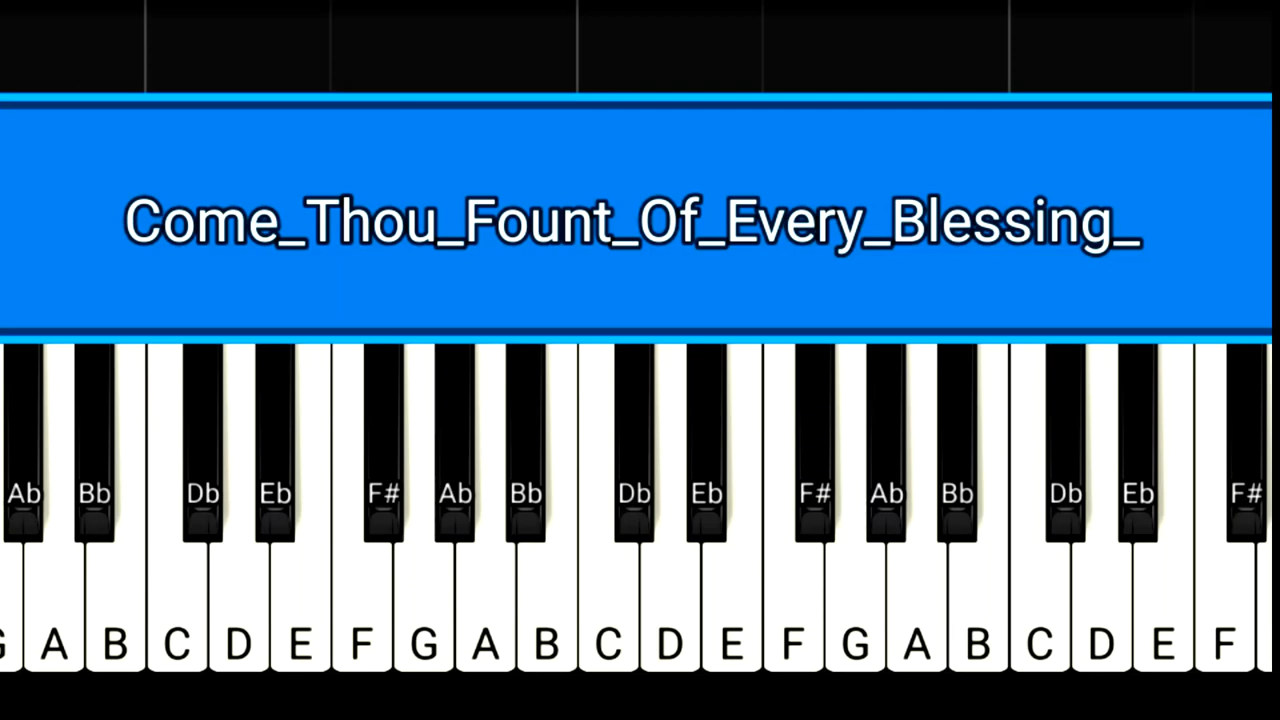 Come_Thou_Fount_Of_Every_Blessing_
Ab Bb Db Eb F# Ab Bb Db Eb F# Ab Bb Db Eb F#
G A B C D E F G A B C D E F G A B C D E F